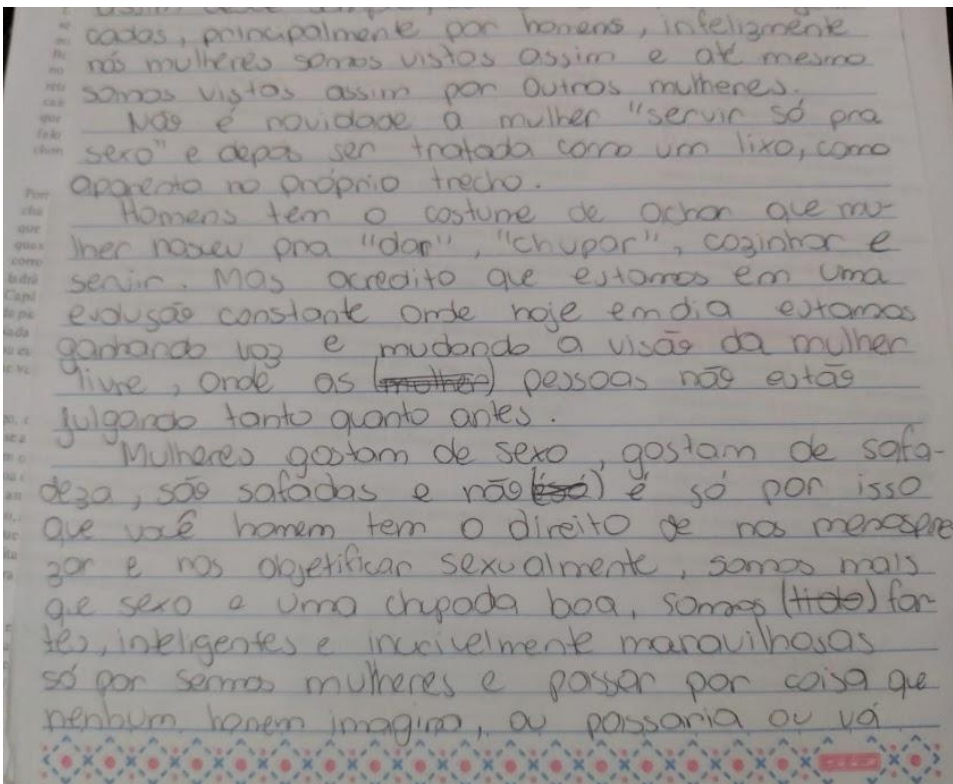 cadas, principalmente por homens, infelizmente
nós mulheres somos vistas assim e até mesmo
somos vistas assim por outras mulheres.
Não é novidade a mulher "servir só pra
sexo" e depois ser tratada como um lixo, como
aparenta no próprio trecho.
Homens tem o costume de achar que mu-
lher nasceu pra "dar", "chupar", cozinhar e
servir. Mas acredito que estamos em uma
evolusão constante onde hoje em dia estamos
ganhando voz e mudando a visão da mulher
livre, onde as (mulher) pessoas não estão
julgando tanto quanto antes.
Mulheres gostam de sexo, gostam de safa-
deza, são safadas e não é só por isso
que você homem tem o direito de nos menospre
zar e nos objetificar sexualmente, somos mais
que sexo e uma chupada boa, somos for
tes, inteligentes e incrivelmente maravilhosas
só por sermos mulheres e passar por coisa que
nenhum homem imagina, ou passaria ou vá